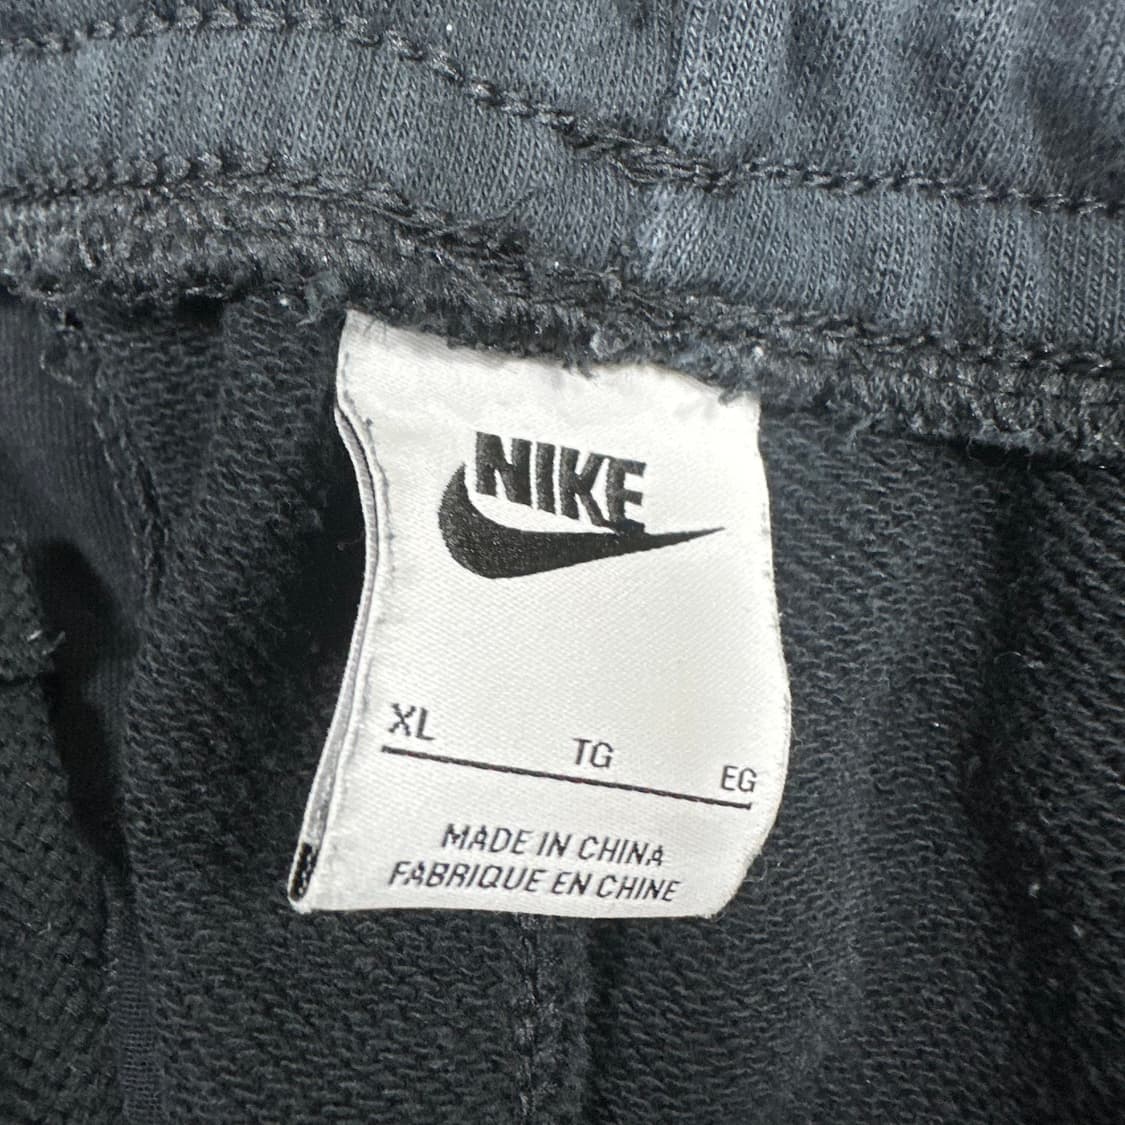 NIKE
XL TG EG
MADE IN CHINA
FABRIQUE EN CHINE